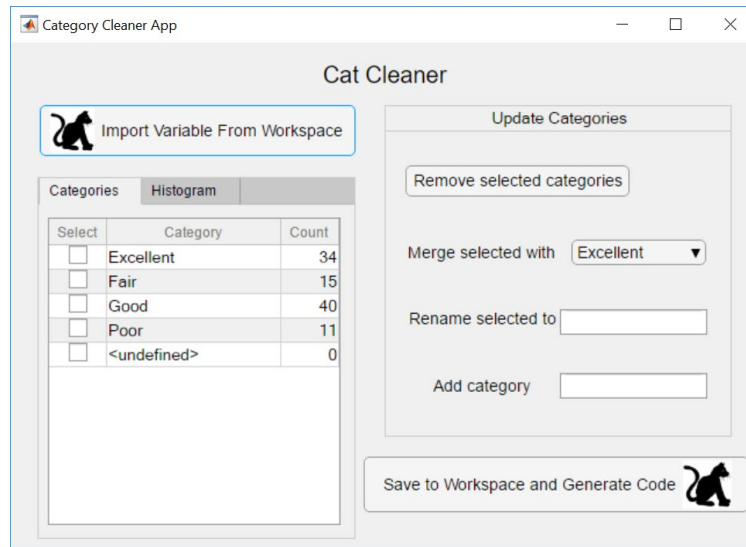 Category Cleaner App
Cat Cleaner
Import Variable From Workspace
Categories Histogram
Select Category Count
Excellent 34
Fair 15
Good 40
Poor 11
<undefined> 0
Update Categories
Remove selected categories
Merge selected with Excellent
Rename selected to
Add category
Save to Workspace and Generate Code